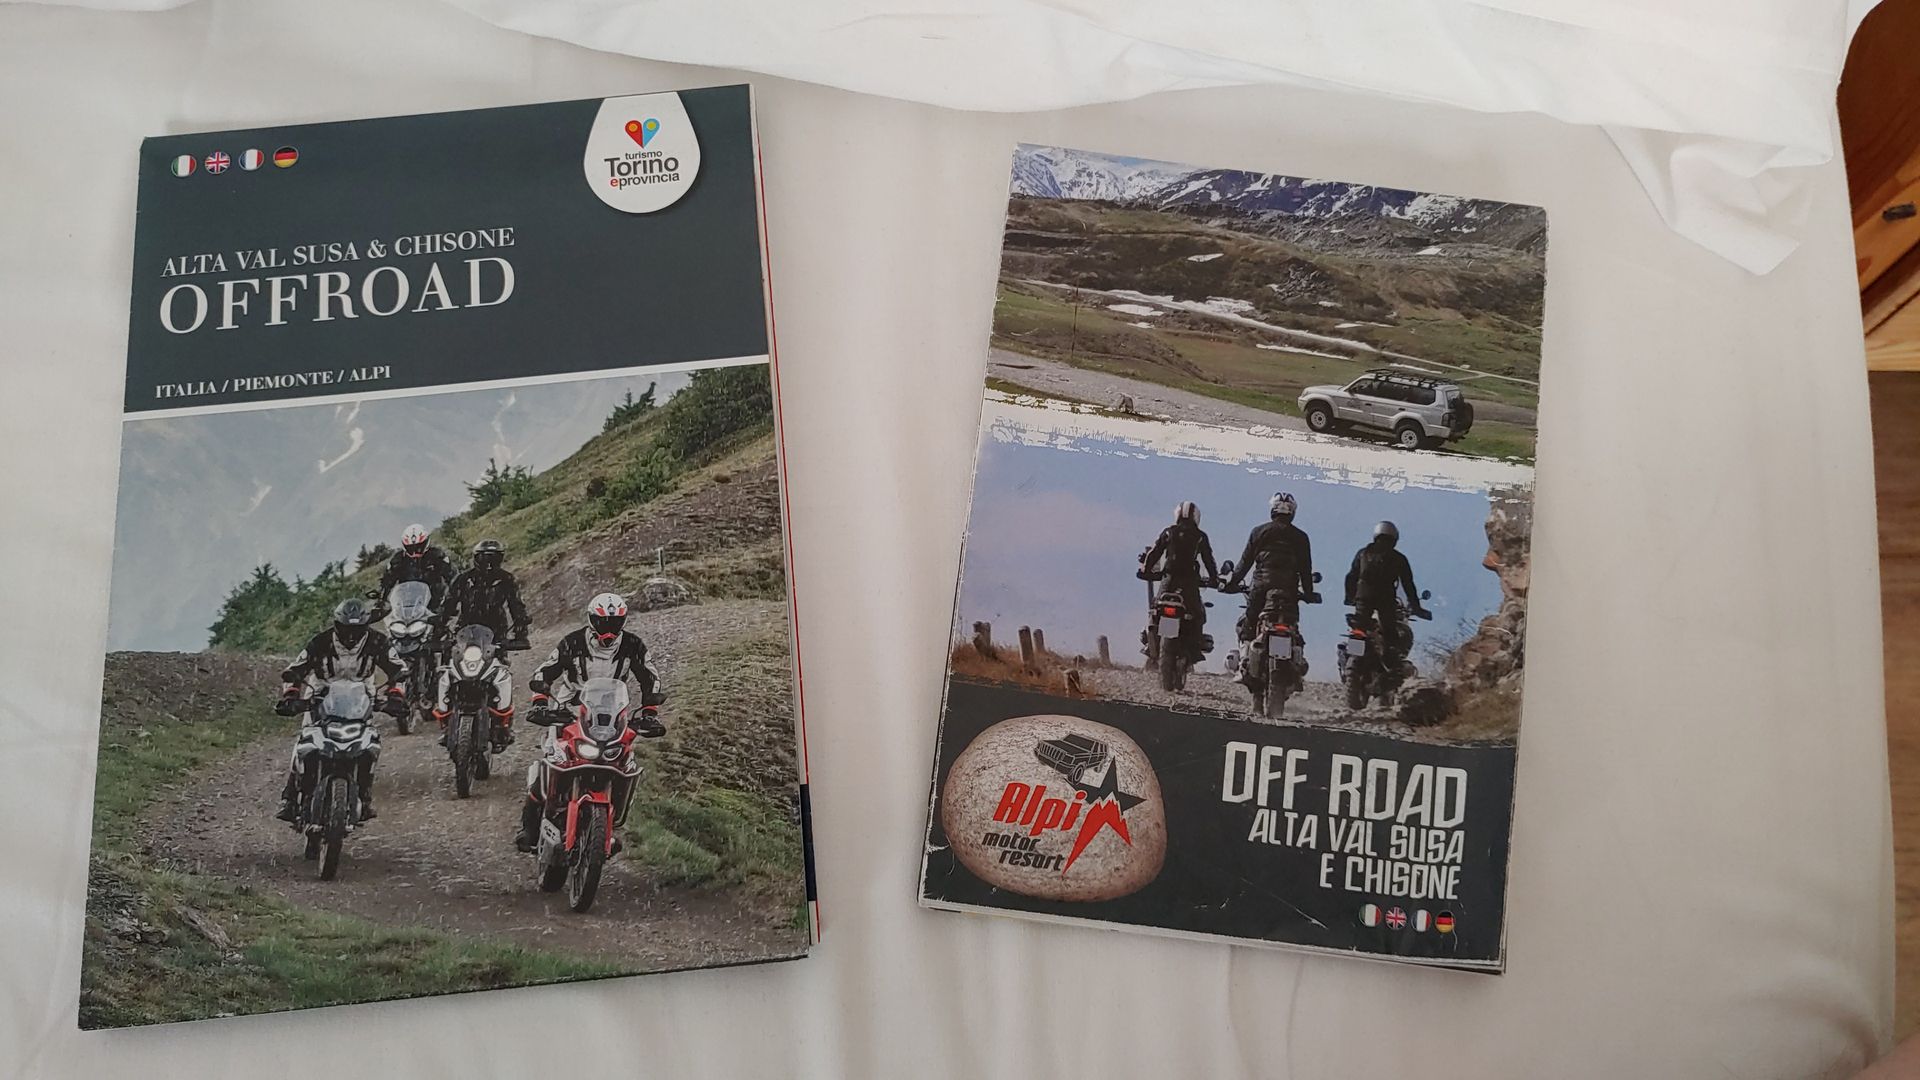 turismo
Torino
eprovincia
ALTA VAL SUSA & CHISONE
OFFROAD
ITALIA / PIEMONTE / ALPI
Alpi
motor
resort
OFF ROAD
ALTA VAL SUSA
E CHISONE